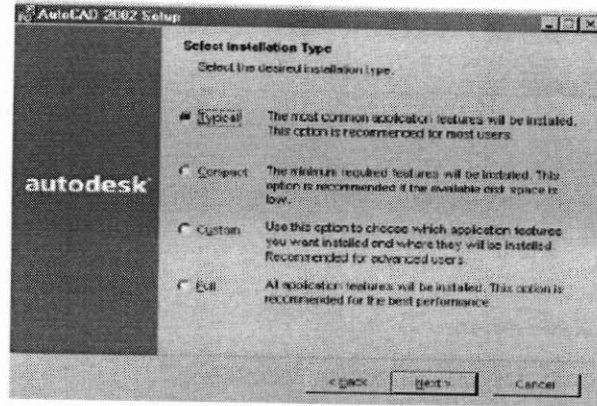 AutoCAD 2002 Setup
Select Installation Type
Select the desired installation type.
Typical
The most common application features will be installed.
This option is recommended for most users.
autodesk
Compact
The minimum required features will be installed. This
option is recommended if the available disk space is
low.
Custom
Use this option to choose which application features
you want installed and where they will be installed.
Recommended for advanced users.
Full
All application features will be installed. This option is
recommended for the best performance.
< Back
Next >
Cancel